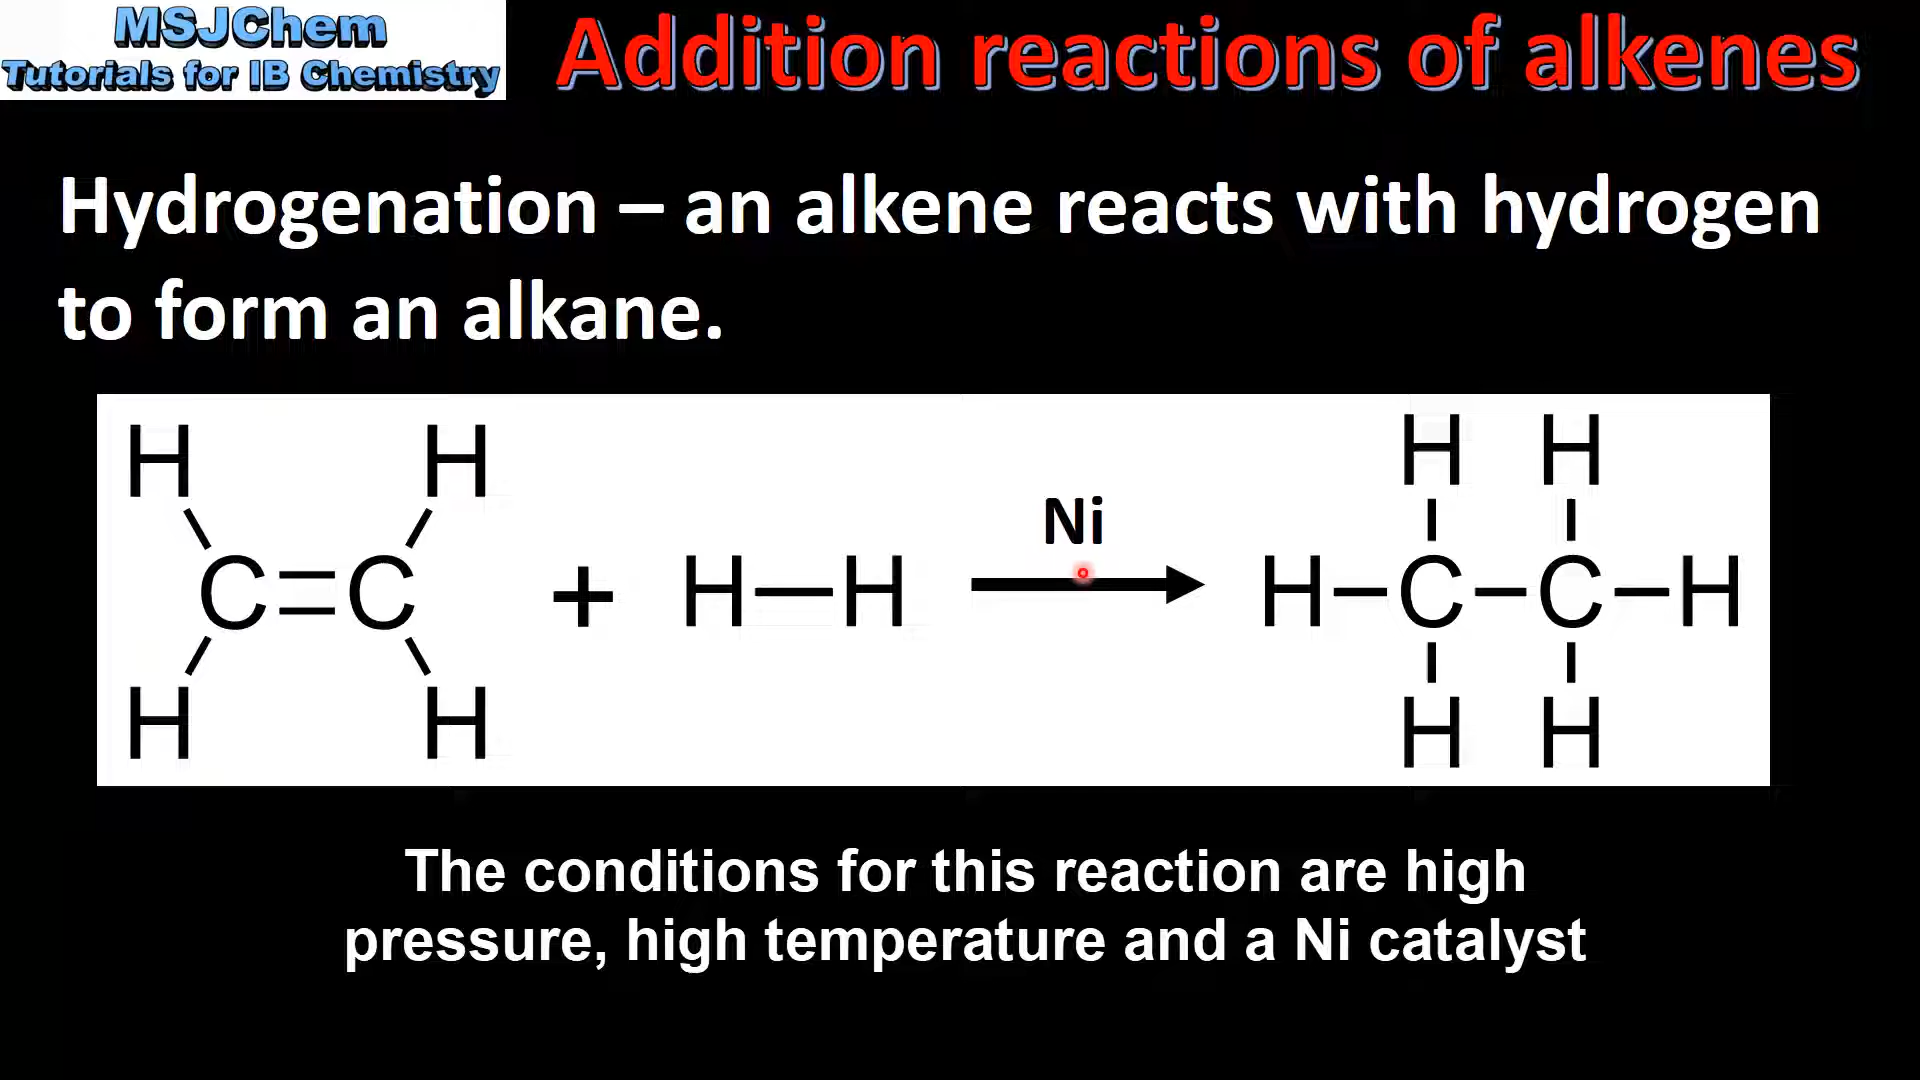 MSJChem
Tutorials for IB Chemistry
Addition reactions of alkenes
Hydrogenation – an alkene reacts with hydrogen
to form an alkane.
H H
C=C + H—H
H H
Ni
H H
H—C—C—H
H H
The conditions for this reaction are high
pressure, high temperature and a Ni catalyst